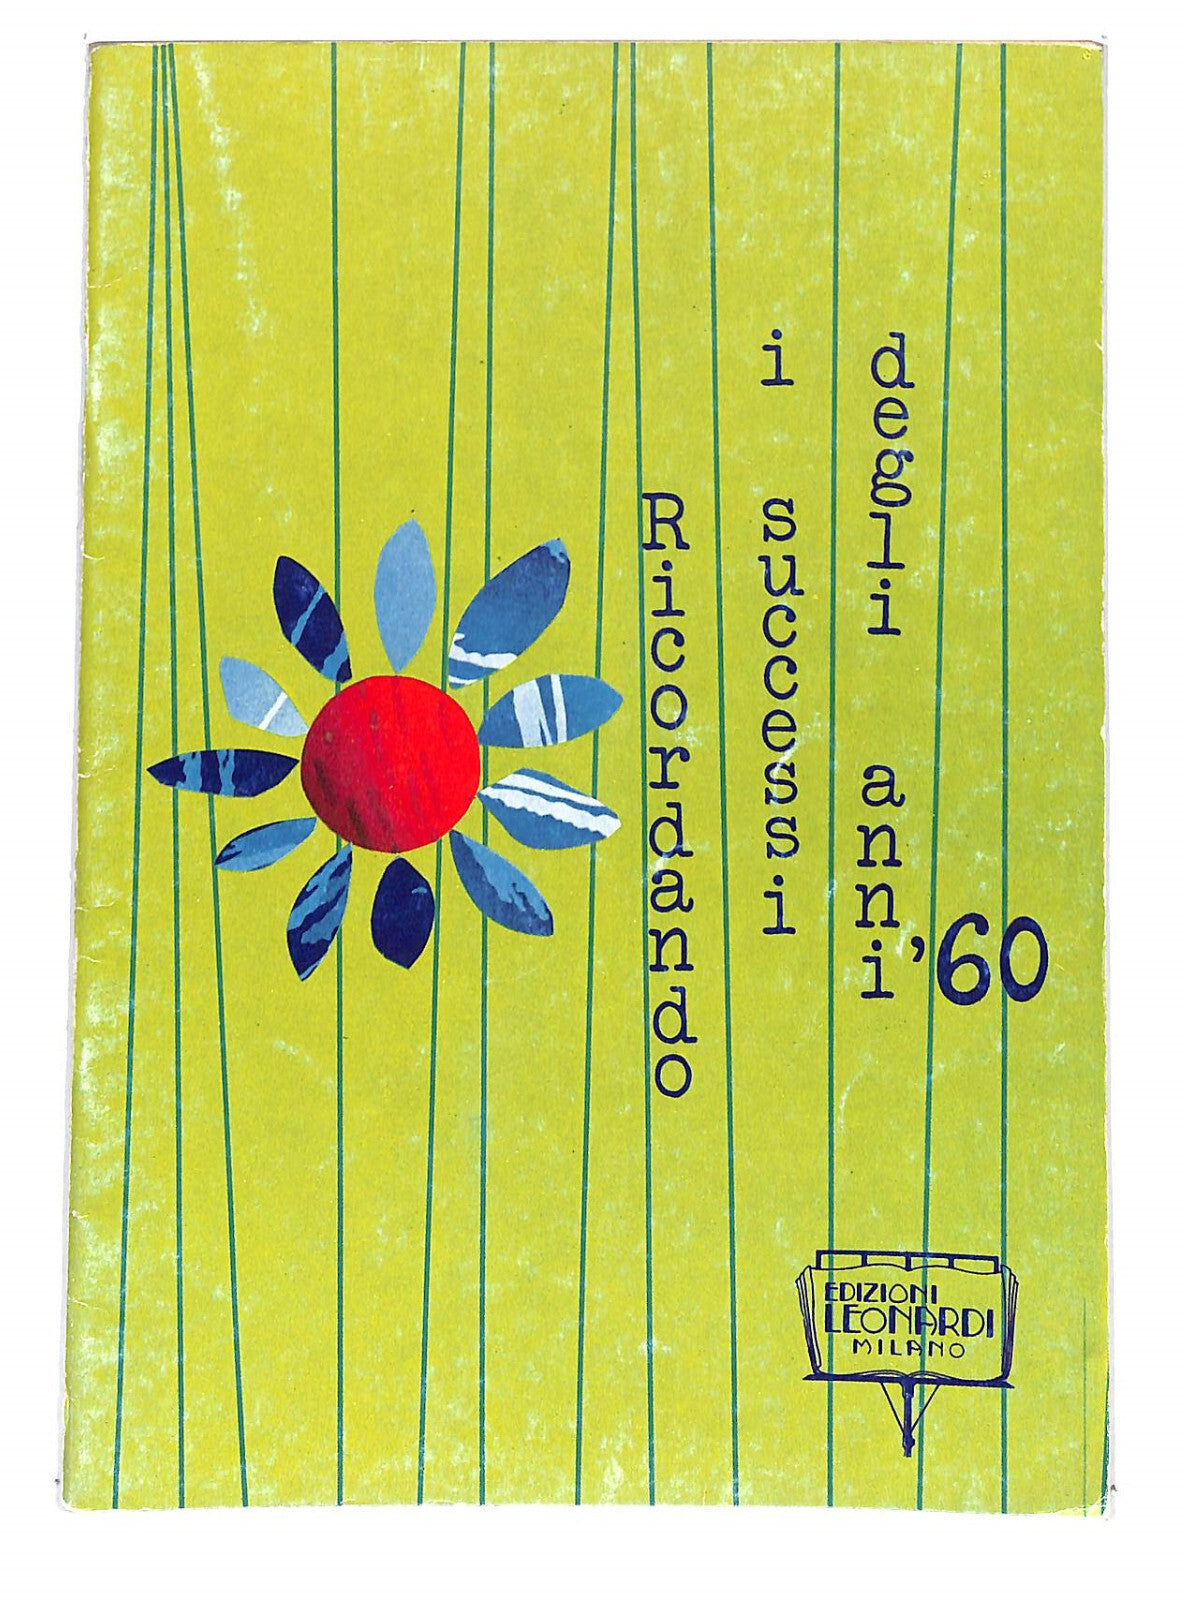 Ricordando
i successi
degli anni '60
EDIZIONI
LEONARDI
MILANO